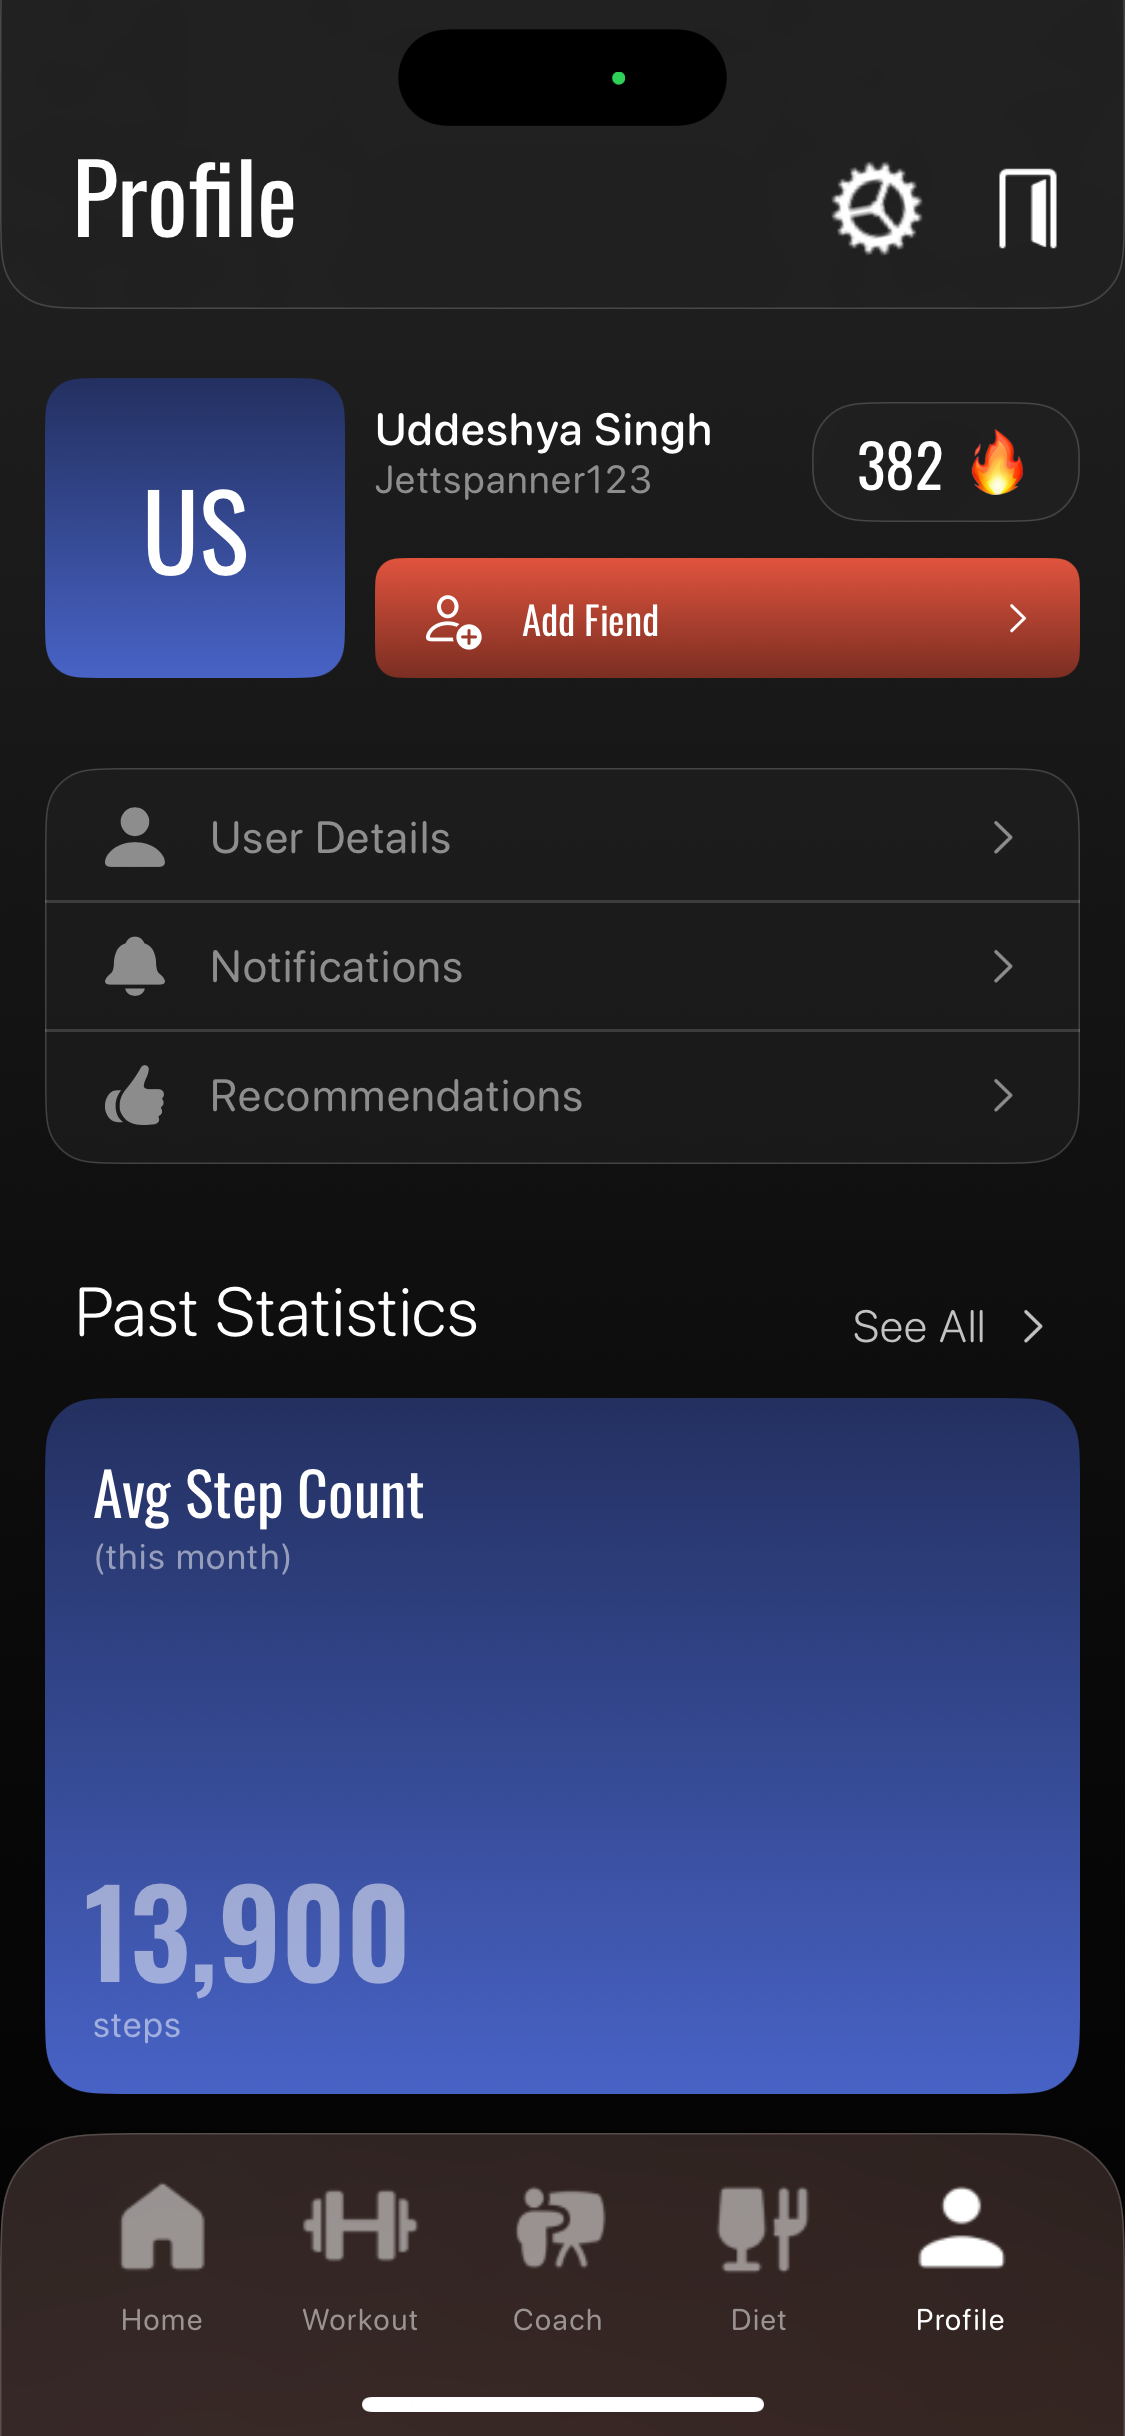 Profile
US
Uddeshya Singh
Jettspanner123
382 🔥
Add Fiend
User Details
Notifications
Recommendations
Past Statistics
See All
Avg Step Count
(this month)
13,900
steps
Home
Workout
Coach
Diet
Profile